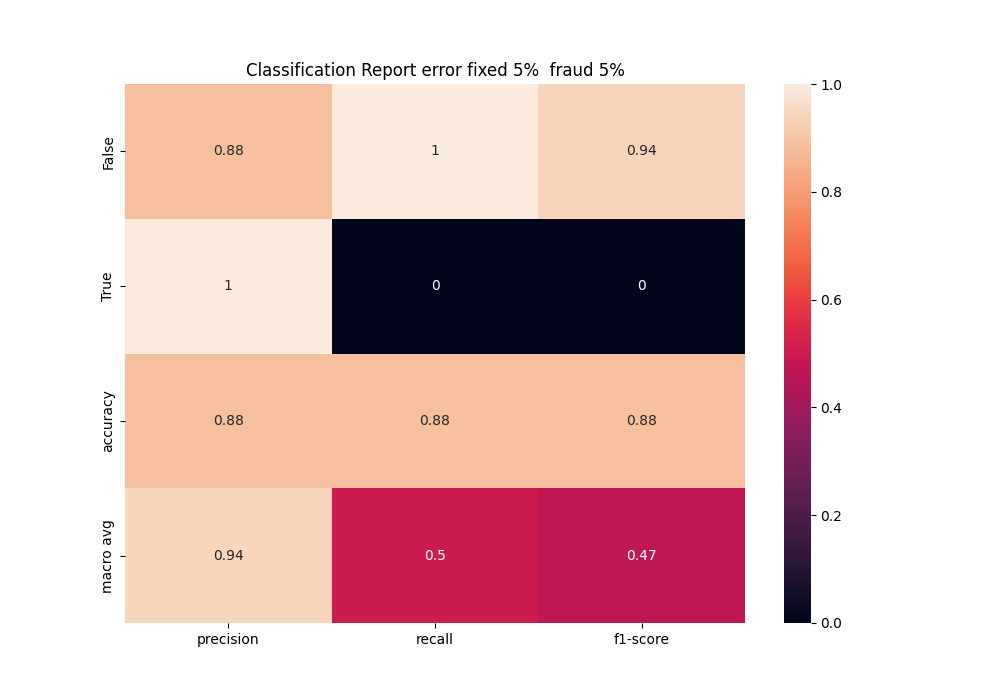 Classification Report error fixed 5%  fraud 5%
False 0.88 1 0.94
True 1 0 0
accuracy 0.88 0.88 0.88
macro avg 0.94 0.5 0.47
precision recall f1-score
1.0
0.8
0.6
0.4
0.2
0.0